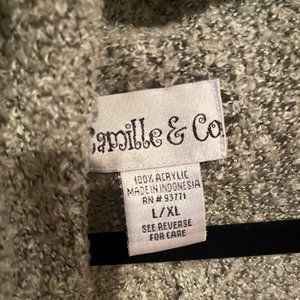 Camille & Co.
100% ACRYLIC
MADE IN INDONESIA
RN # 93771
L/XL
SEE REVERSE
FOR CARE